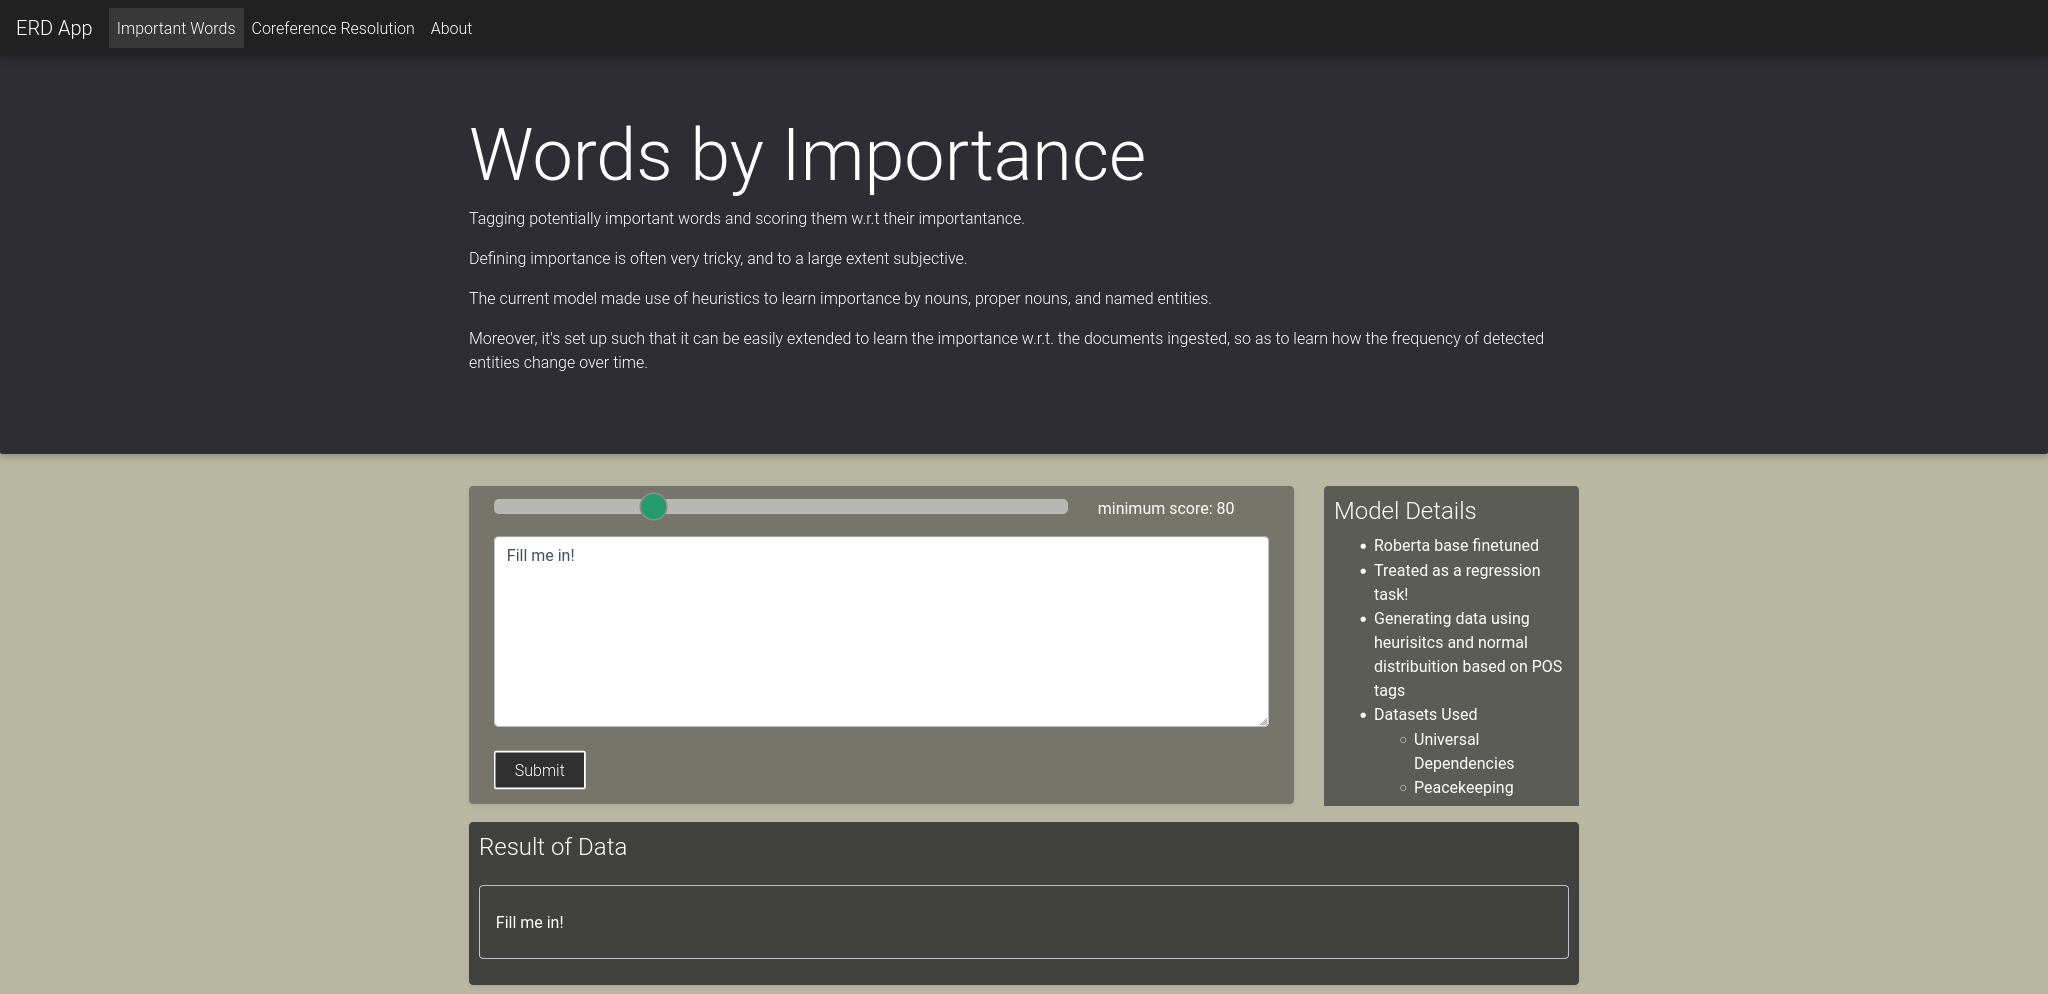 ERD App Important Words Coreference Resolution About
Words by Importance
Tagging potentially important words and scoring them w.r.t their importantance.
Defining importance is often very tricky, and to a large extent subjective.
The current model made use of heuristics to learn importance by nouns, proper nouns, and named entities.
Moreover, it's set up such that it can be easily extended to learn the importance w.r.t. the documents ingested, so as to learn how the frequency of detected
entities change over time.
minimum score: 80
Fill me in!
Submit
Model Details
Roberta base finetuned
Treated as a regression
task!
Generating data using
heurisitcs and normal
distribuition based on POS
tags
Datasets Used
Universal
Dependencies
Peacekeeping
Result of Data
Fill me in!